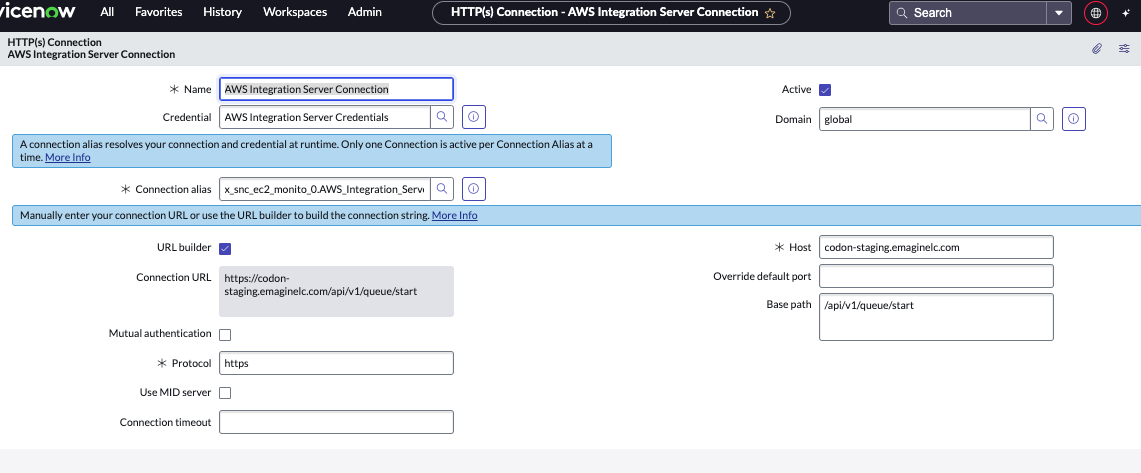 vicenow All Favorites History Workspaces Admin HTTP(s) Connection - AWS Integration Server Connection Search
HTTP(s) Connection
AWS Integration Server Connection
Name AWS Integration Server Connection Active
Credential AWS Integration Server Credentials Domain global
A connection alias resolves your connection and credential at runtime. Only one Connection is active per Connection Alias at a
time. More Info
Connection alias x_snc_ec2_monito_0.AWS_Integration_Serve
Manually enter your connection URL or use the URL builder to build the connection string. More Info
URL builder Host codon-staging.emaginelc.com
Connection URL https://codon- Override default port
staging.emaginelc.com/api/v1/queue/start
Base path /api/v1/queue/start
Mutual authentication
Protocol https
Use MID server
Connection timeout